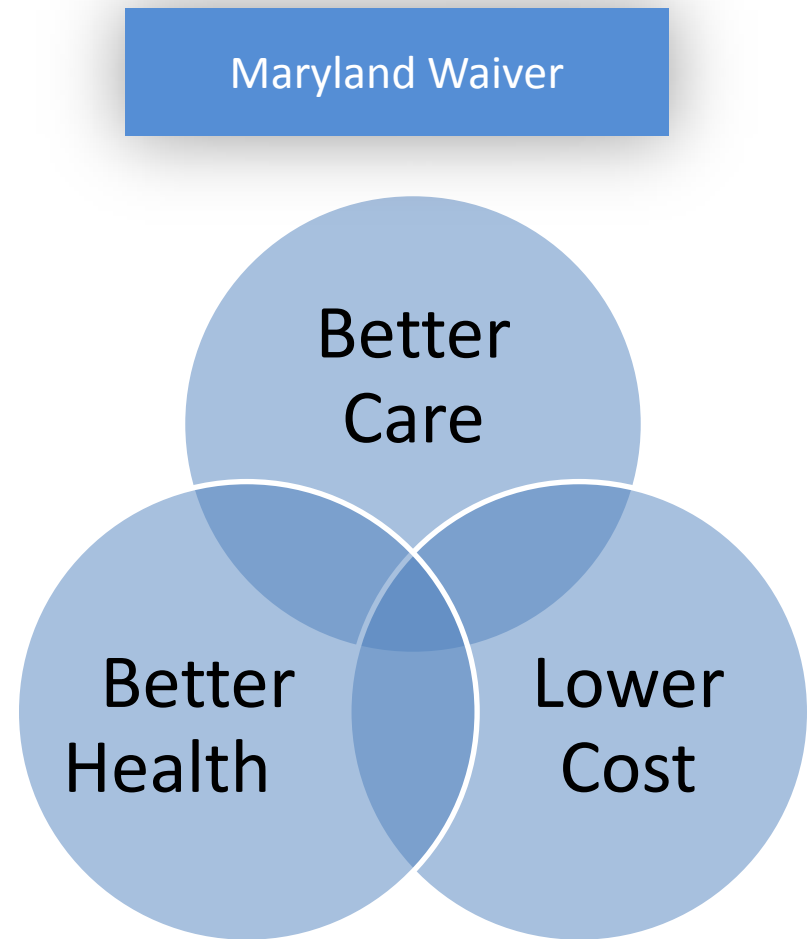 Maryland Waiver
Better
Care
Better
Health
Lower
Cost